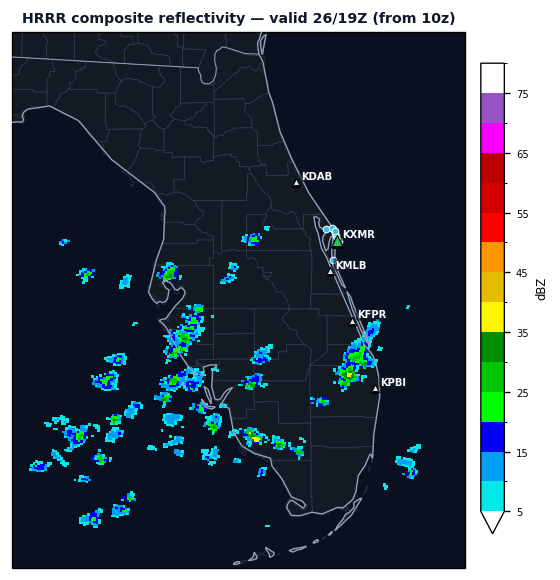 HRRR composite reflectivity — valid 26/19Z (from 10z)
KDAB
KXMR
KMLB
KFPR
KPBI
75
65
55
45
35
25
15
5
dBZ